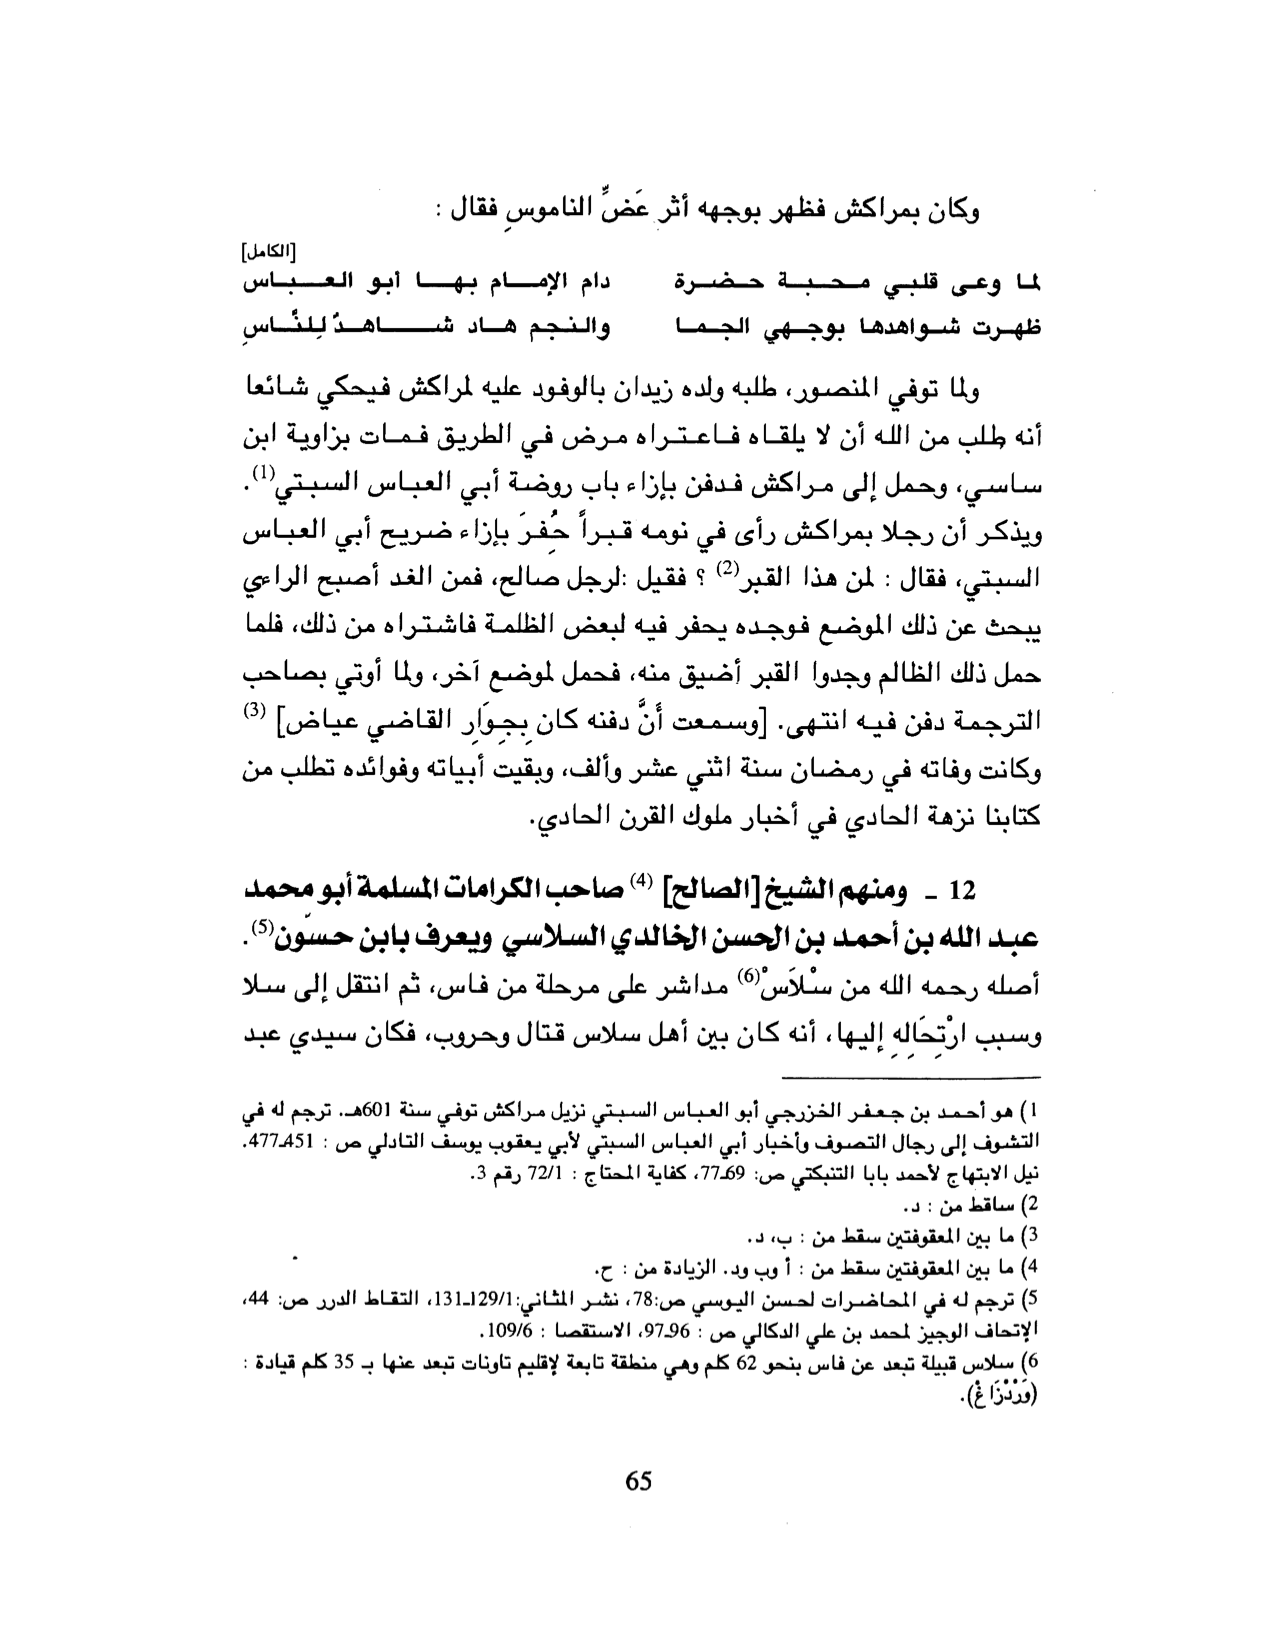 وكان بمراكش فظهر بوجهه أثر عَضِّ الناموسِ فقال :
[الكامل]
لما وعى قلبي محبة حضرة دام الإمام بها أبو العباس
ظهرت شواهدها بوجهي الجما والنجم هاد شاهدٌ لِلنَّاسِ
ولما توفي المنصور، طلبه ولده زيدان بالوفود عليه لمراكش فيحكي شائعا
أنه طلب من الله أن لا يلقاه فاعتراه مرض في الطريق فمات بزاوية ابن
ساسي، وحمل إلى مراكش فدفن بإزاء باب روضة أبي العباس السبتي(1).
ويذكر أن رجلا بمراكش رأى في نومه قبراً حُفِرَ بإزاء ضريح أبي العباس
السبتي، فقال : لمن هذا القبر(2) ؟ فقيل :لرجل صالح، فمن الغد أصبح الراءي
يبحث عن ذلك الموضع فوجده يحفر فيه لبعض الظلمة فاشتراه من ذلك، فلما
حمل ذلك الظالم وجدوا القبر أضيق منه، فحمل لموضع آخر، ولما أوتي بصاحب
الترجمة دفن فيه انتهى. [وسمعت أنَّ دفنه كان بِجِوَارِ القاضي عياض] (3)
وكانت وفاته في رمضان سنة اثني عشر وألف، وبقيت أبياته وفوائده تطلب من
كتابنا نزهة الحادي في أخبار ملوك القرن الحادي.
12 ـ ومنهم الشيخ [الصالح] (4) صاحب الكرامات المسلمة أبو محمد
عبد الله بن أحمد بن الحسن الخالدي السلاسي ويعرف بابن حسّون(5).
أصله رحمه الله من سْلَاسْ(6) مداشر على مرحلة من فاس، ثم انتقل إلى سلا
وسبب ارْتِحَالِهِ إليها، أنه كان بين أهل سلاس قتال وحروب، فكان سيدي عبد
1) هو أحمد بن جعفر الخزرجي أبو العباس السبتي نزيل مراكش توفي سنة 601هـ. ترجم له في
التشوف إلى رجال التصوف وأخبار أبي العباس السبتي لأبي يعقوب يوسف التادلي ص : 451ـ477.
نيل الابتهاج لأحمد بابا التنبكتي ص: 69ـ77، كفاية المحتاج : 72/1 رقم 3.
2) ساقط من : د.
3) ما بين المعقوفتين سقط من : ب، د.
4) ما بين المعقوفتين سقط من : أ وب ود. الزيادة من : ح.
5) ترجم له في المحاضرات لحسن اليوسي ص:78، نشر المثاني:129/1ـ131، التقاط الدرر ص: 44،
الإتحاف الوجيز لمحمد بن علي الدكالي ص : 96ـ97، الاستقصا : 109/6.
6) سلاس قبيلة تبعد عن فاس بنحو 62 كلم وهي منطقة تابعة لإقليم تاونات تبعد عنها بـ 35 كلم قيادة :
(وَرْدْزَاغْ).
65